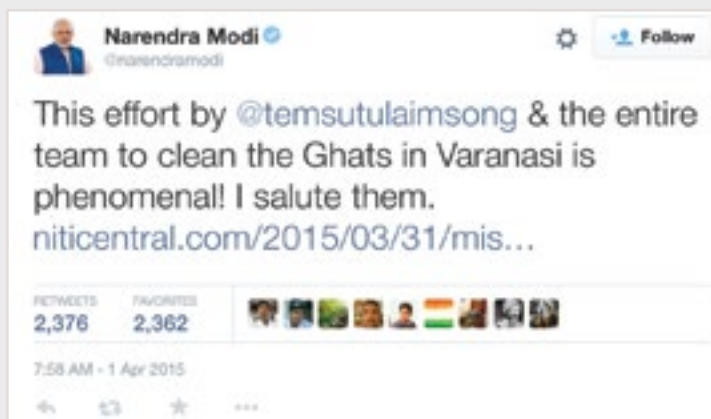 Narendra Modi
@narendramodi
Follow
This effort by @temsutulaimsong & the entire
team to clean the Ghats in Varanasi is
phenomenal! I salute them.
niticentral.com/2015/03/31/mis...
RETWEETS FAVORITES
2,376 2,362
7:58 AM - 1 Apr 2015